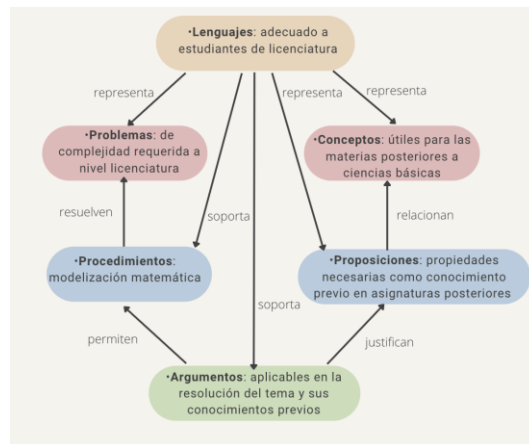 •Lenguajes: adecuado a
estudiantes de licenciatura
representa
representa
representa
•Problemas: de
complejidad requerida a
nivel licenciatura
•Conceptos: útiles para las
materias posteriores a
ciencias básicas
resuelven
soporta
relacionan
•Procedimientos:
modelización matemática
•Proposiciones: propiedades
necesarias como conocimiento
previo en asignaturas posteriores
soporta
permiten
justifican
•Argumentos: aplicables en la
resolución del tema y sus
conocimientos previos